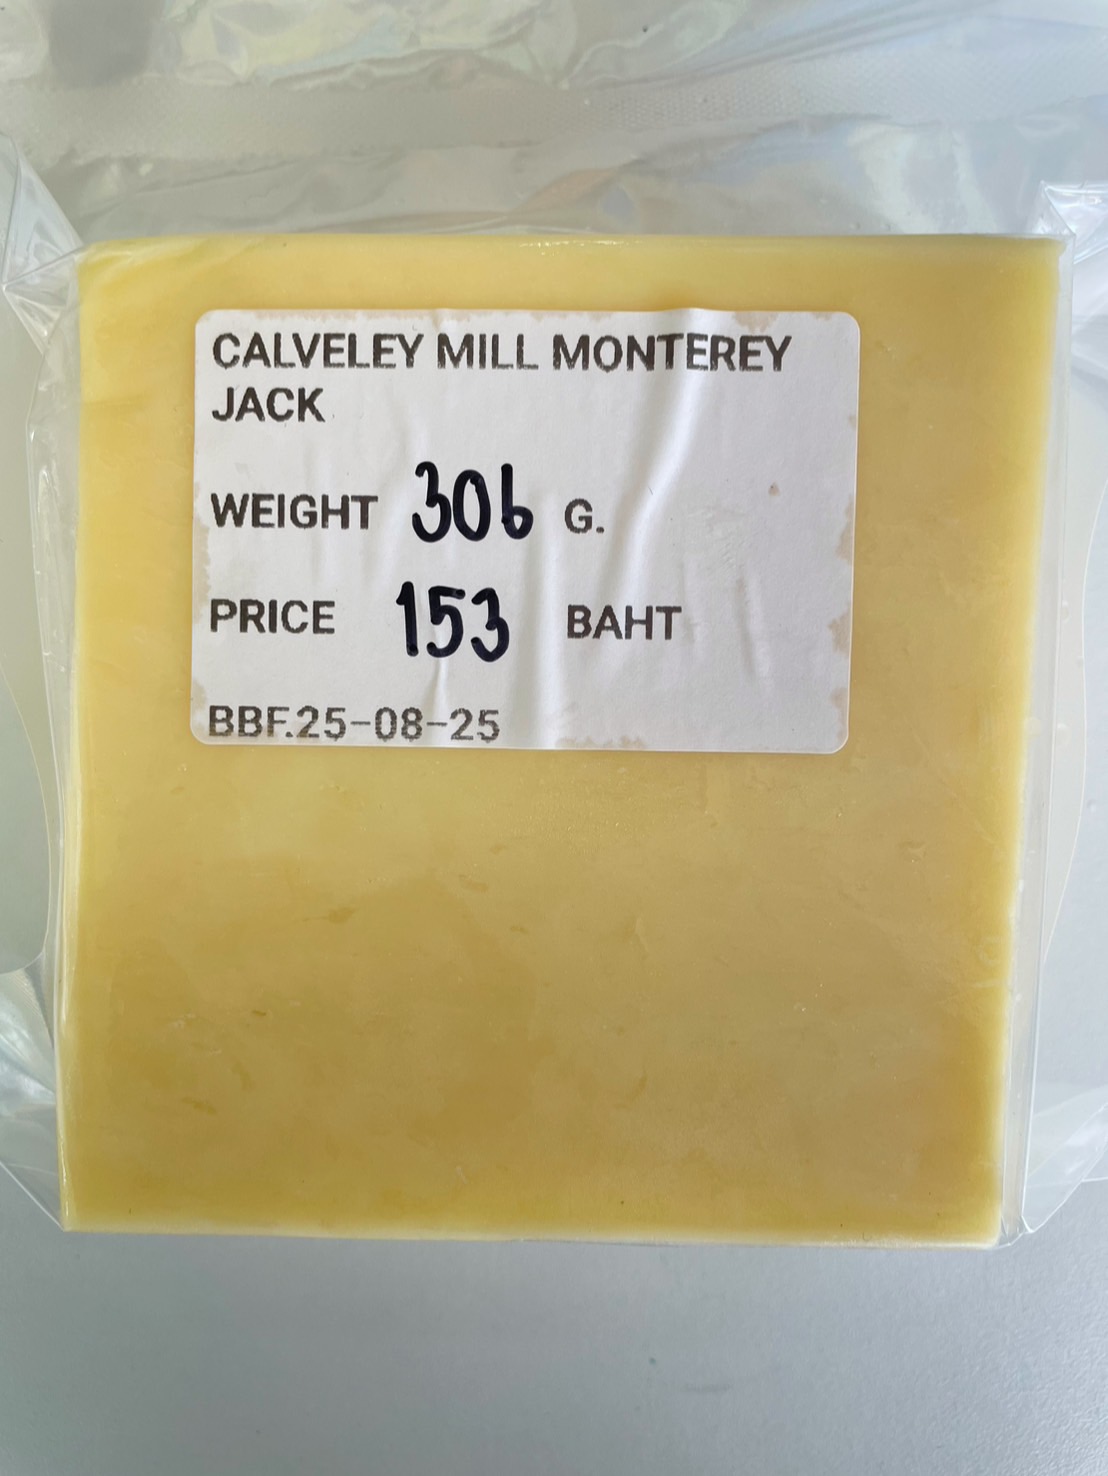 CALVELEY MILL MONTEREY
JACK
WEIGHT 306 G.
PRICE 153 BAHT
BBF.25-08-25